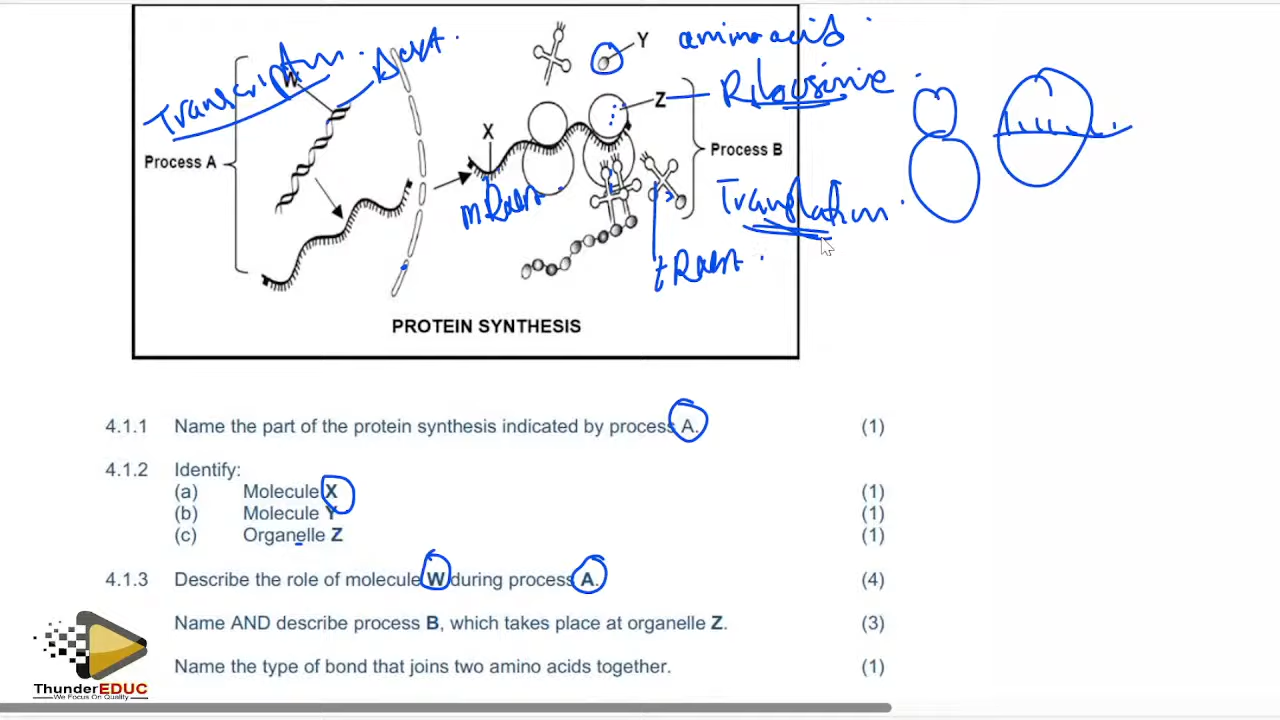 Transcription.
DNA.
W
Process A
Y
amino acid
Z
Ribosome
X
Process B
mRNA
Translation.
tRNA.
PROTEIN SYNTHESIS
4.1.1 Name the part of the protein synthesis indicated by process A. (1)
4.1.2 Identify:
(a) Molecule X (1)
(b) Molecule Y (1)
(c) Organelle Z (1)
4.1.3 Describe the role of molecule W during process A. (4)
Name AND describe process B, which takes place at organelle Z. (3)
Name the type of bond that joins two amino acids together. (1)
ThunderEDUC
We Focus On Quality